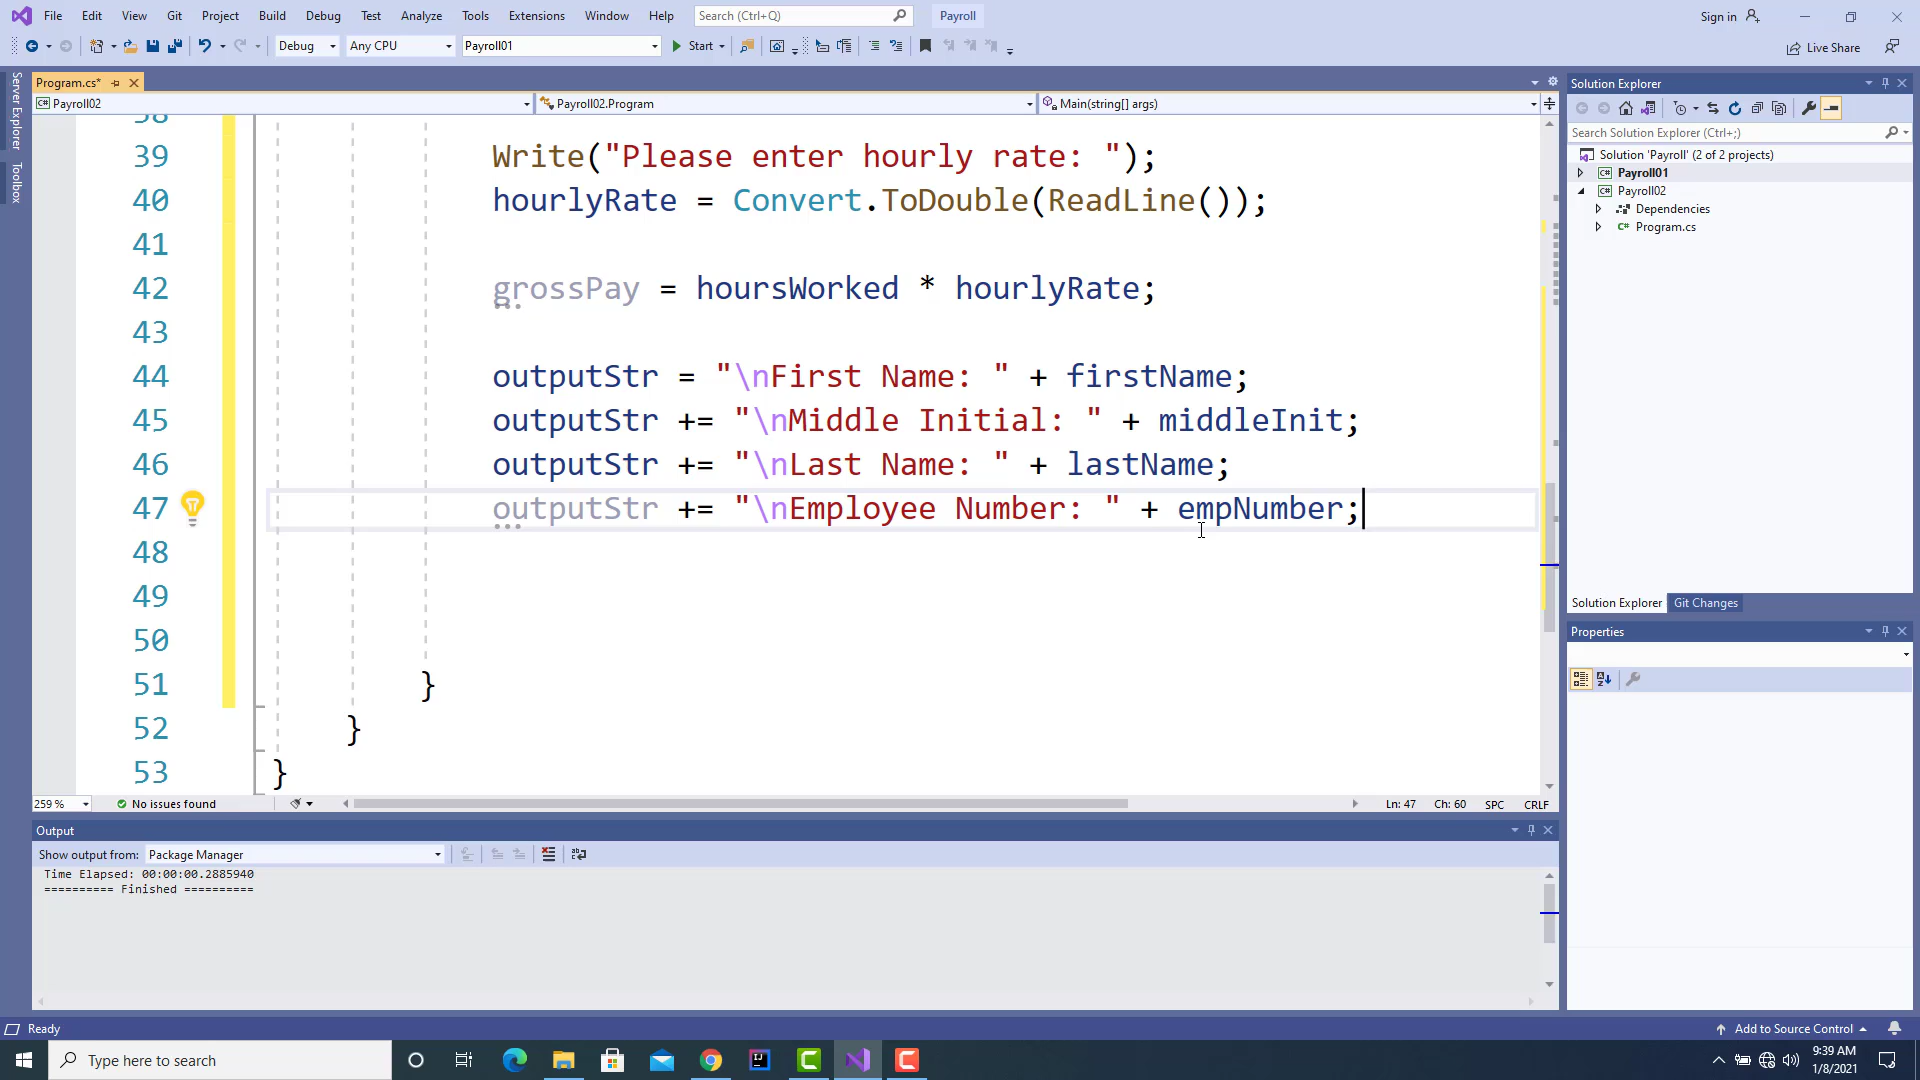 File Edit View Git Project Build Debug Test Analyze Tools Extensions Window Help Search (Ctrl+Q) Payroll Sign in
Debug Any CPU Payroll01 Start Live Share
Server Explorer
Toolbox
Program.cs*
Payroll02 Payroll02.Program Main(string[] args)
38
39 Write("Please enter hourly rate: ");
40 hourlyRate = Convert.ToDouble(ReadLine());
41
42 grossPay = hoursWorked * hourlyRate;
43
44 outputStr = "\nFirst Name: " + firstName;
45 outputStr += "\nMiddle Initial: " + middleInit;
46 outputStr += "\nLast Name: " + lastName;
47 outputStr += "\nEmployee Number: " + empNumber;
48
49
50
51 }
52 }
53 }
259 % No issues found Ln: 47 Ch: 60 SPC CRLF
Output
Show output from: Package Manager
Time Elapsed: 00:00:00.2885940
========== Finished ==========
Solution Explorer
Search Solution Explorer (Ctrl+;)
Solution 'Payroll' (2 of 2 projects)
C# Payroll01
C# Payroll02
Dependencies
C# Program.cs
Solution Explorer Git Changes
Properties
Ready Add to Source Control
Type here to search
9:39 AM
1/8/2021